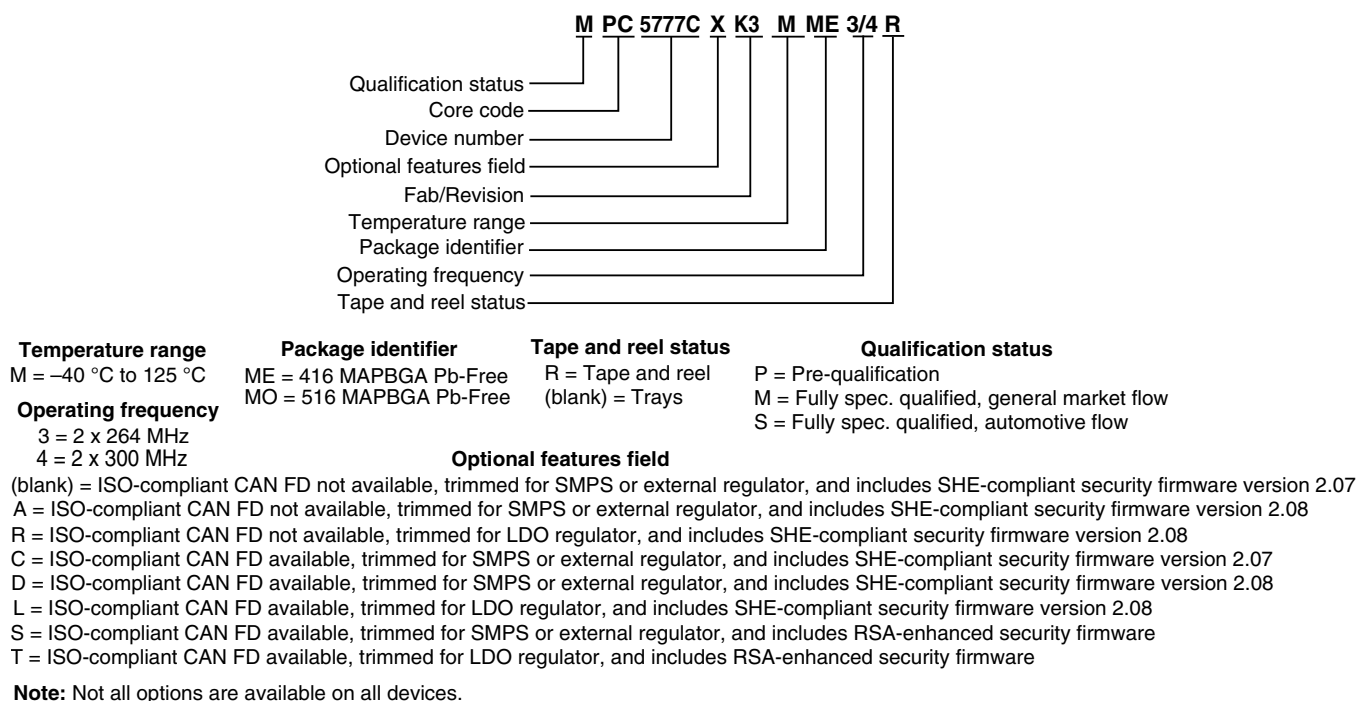 M PC 5777C X K3 M ME 3/4 R
Qualification status
Core code
Device number
Optional features field
Fab/Revision
Temperature range
Package identifier
Operating frequency
Tape and reel status
Temperature range
M = –40 °C to 125 °C
Operating frequency
3 = 2 x 264 MHz
4 = 2 x 300 MHz
Package identifier
ME = 416 MAPBGA Pb-Free
MO = 516 MAPBGA Pb-Free
Tape and reel status
R = Tape and reel
(blank) = Trays
Qualification status
P = Pre-qualification
M = Fully spec. qualified, general market flow
S = Fully spec. qualified, automotive flow
Optional features field
(blank) = ISO-compliant CAN FD not available, trimmed for SMPS or external regulator, and includes SHE-compliant security firmware version 2.07
A = ISO-compliant CAN FD not available, trimmed for SMPS or external regulator, and includes SHE-compliant security firmware version 2.08
R = ISO-compliant CAN FD not available, trimmed for LDO regulator, and includes SHE-compliant security firmware version 2.08
C = ISO-compliant CAN FD available, trimmed for SMPS or external regulator, and includes SHE-compliant security firmware version 2.07
D = ISO-compliant CAN FD available, trimmed for SMPS or external regulator, and includes SHE-compliant security firmware version 2.08
L = ISO-compliant CAN FD available, trimmed for LDO regulator, and includes SHE-compliant security firmware version 2.08
S = ISO-compliant CAN FD available, trimmed for SMPS or external regulator, and includes RSA-enhanced security firmware
T = ISO-compliant CAN FD available, trimmed for LDO regulator, and includes RSA-enhanced security firmware
Note: Not all options are available on all devices.